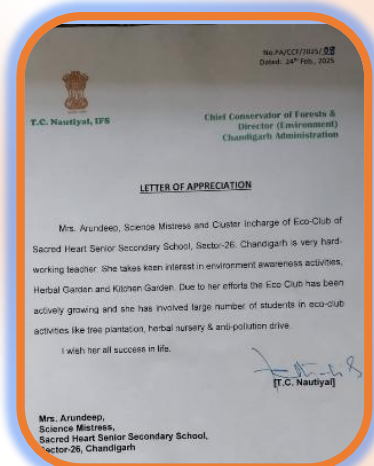 No.PA/CCF/2025/08
Dated: 24th Feb., 2025
T.C. Nautiyal, IFS
Chief Conservator of Forests &
Director (Environment)
Chandigarh Administration
LETTER OF APPRECIATION
Mrs. Arundeep, Science Mistress and Cluster Incharge of Eco-Club of
Sacred Heart Senior Secondary School, Sector-26. Chandigarh is very hard-
working teacher. She takes keen interest in environment awareness activities,
Herbal Garden and Kitchen Garden. Due to her efforts the Eco Club has been
actively growing and she has involved large number of students in eco-club
activities like tree plantation, herbal nursery & anti-pollution drive.
I wish her all success in life.
[T.C. Nautiyal]
Mrs. Arundeep,
Science Mistress,
Sacred Heart Senior Secondary School,
Sector-26, Chandigarh